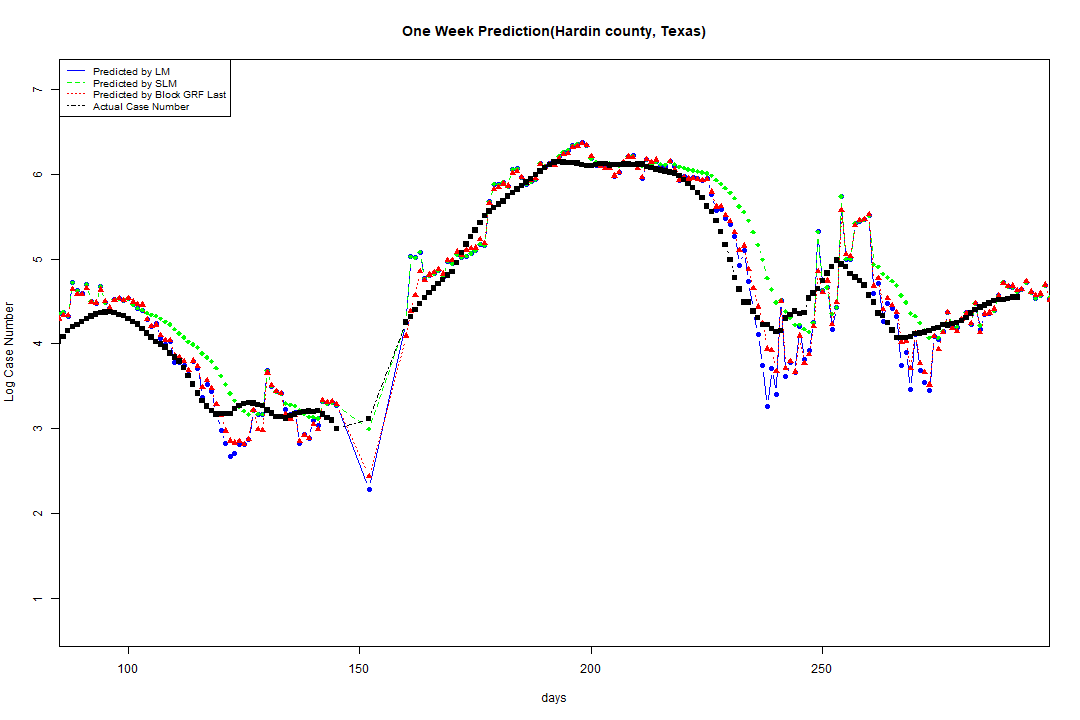 One Week Prediction(Hardin county, Texas)
Predicted by LM
Predicted by SLM
Predicted by Block GRF Last
Actual Case Number
7
6
5
4
3
2
1
Log Case Number
100 150 200 250
days